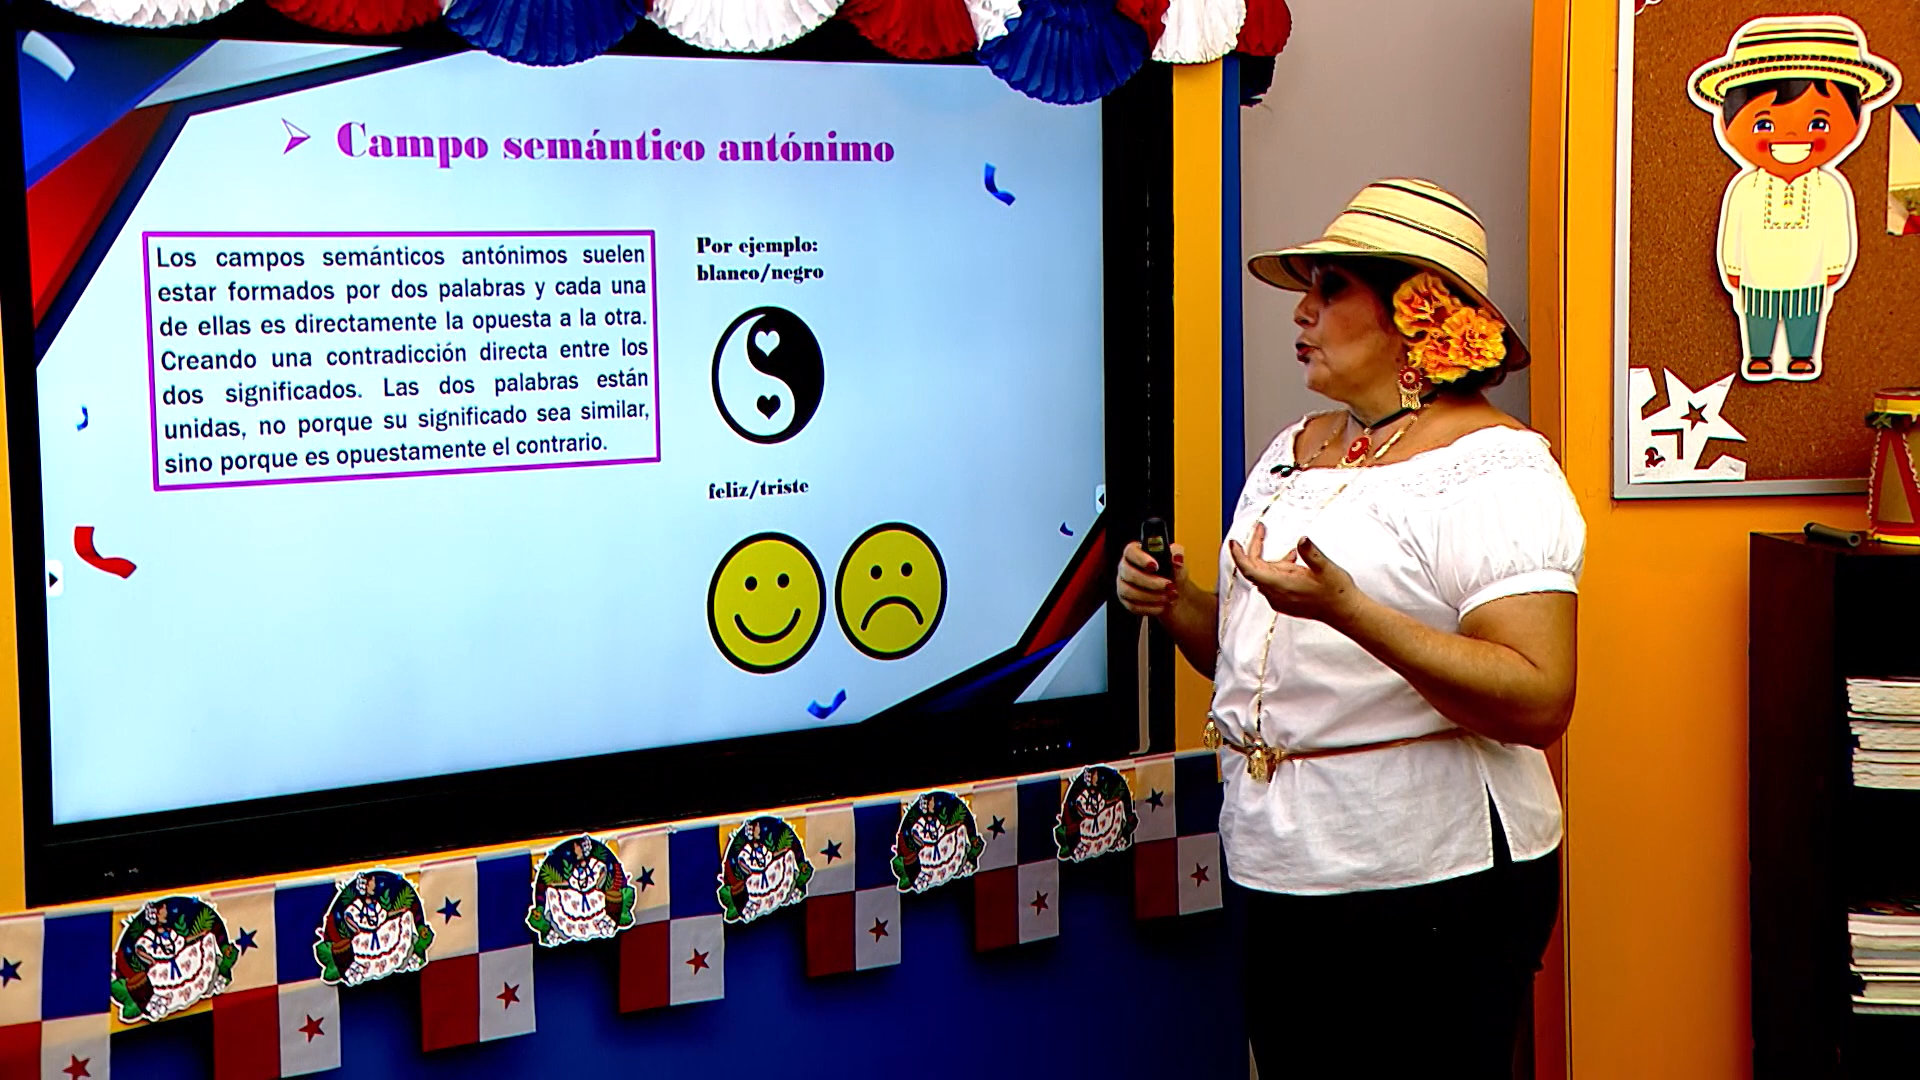 Campo semántico antónimo
Los campos semánticos antónimos suelen
estar formados por dos palabras y cada una
de ellas es directamente la opuesta a la otra.
Creando una contradicción directa entre los
dos significados. Las dos palabras están
unidas, no porque su significado sea similar,
sino porque es opuestamente el contrario.
Por ejemplo:
blanco/negro
feliz/triste